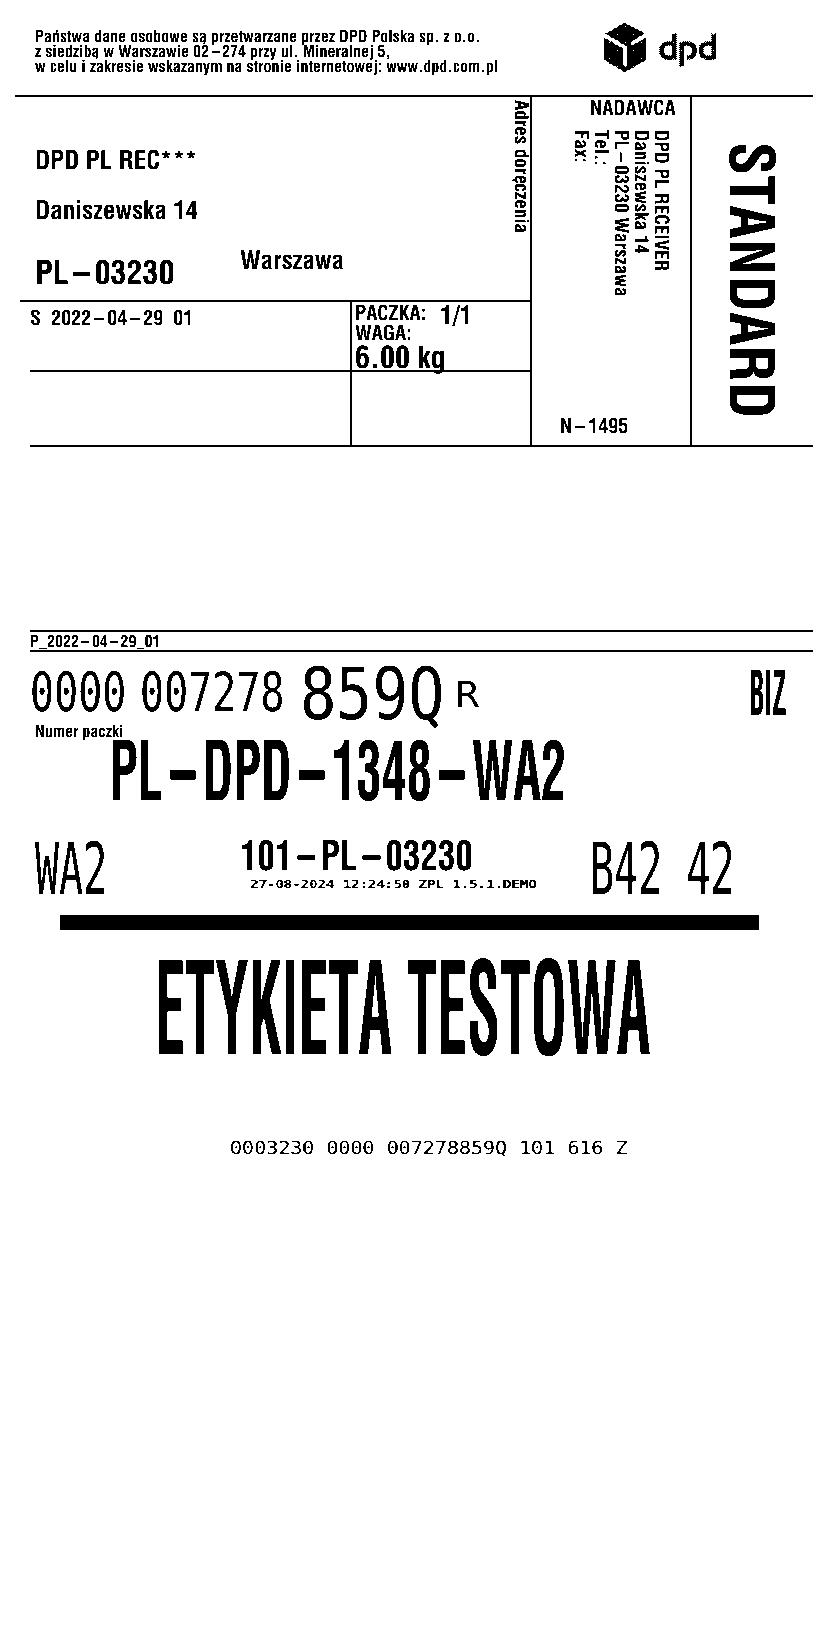 Państwa dane osobowe są przetwarzane przez DPD Polska sp. z o.o.
z siedzibą w Warszawie 02-274 przy ul. Mineralnej 5,
w celu i zakresie wskazanym na stronie internetowej: www.dpd.com.pl
dpd
DPD PL REC***
Daniszewska 14
PL-03230 Warszawa
Adres doręczenia
NADAWCA
DPD PL RECEIVER
Daniszewska 14
PL-03230 Warszawa
Tel.:
Fax:
N-1495
STANDARD
S 2022-04-29 01
PACZKA: 1/1
WAGA:
6.00 kg
P_2022-04-29_01
0000 007278 859Q R BIZ
Numer paczki
PL-DPD-1348-WA2
WA2 101-PL-03230 B42 42
27-08-2024 12:24:50 ZPL 1.5.1.DEMO
ETYKIETA TESTOWA
0003230 0000 007278859Q 101 616 Z